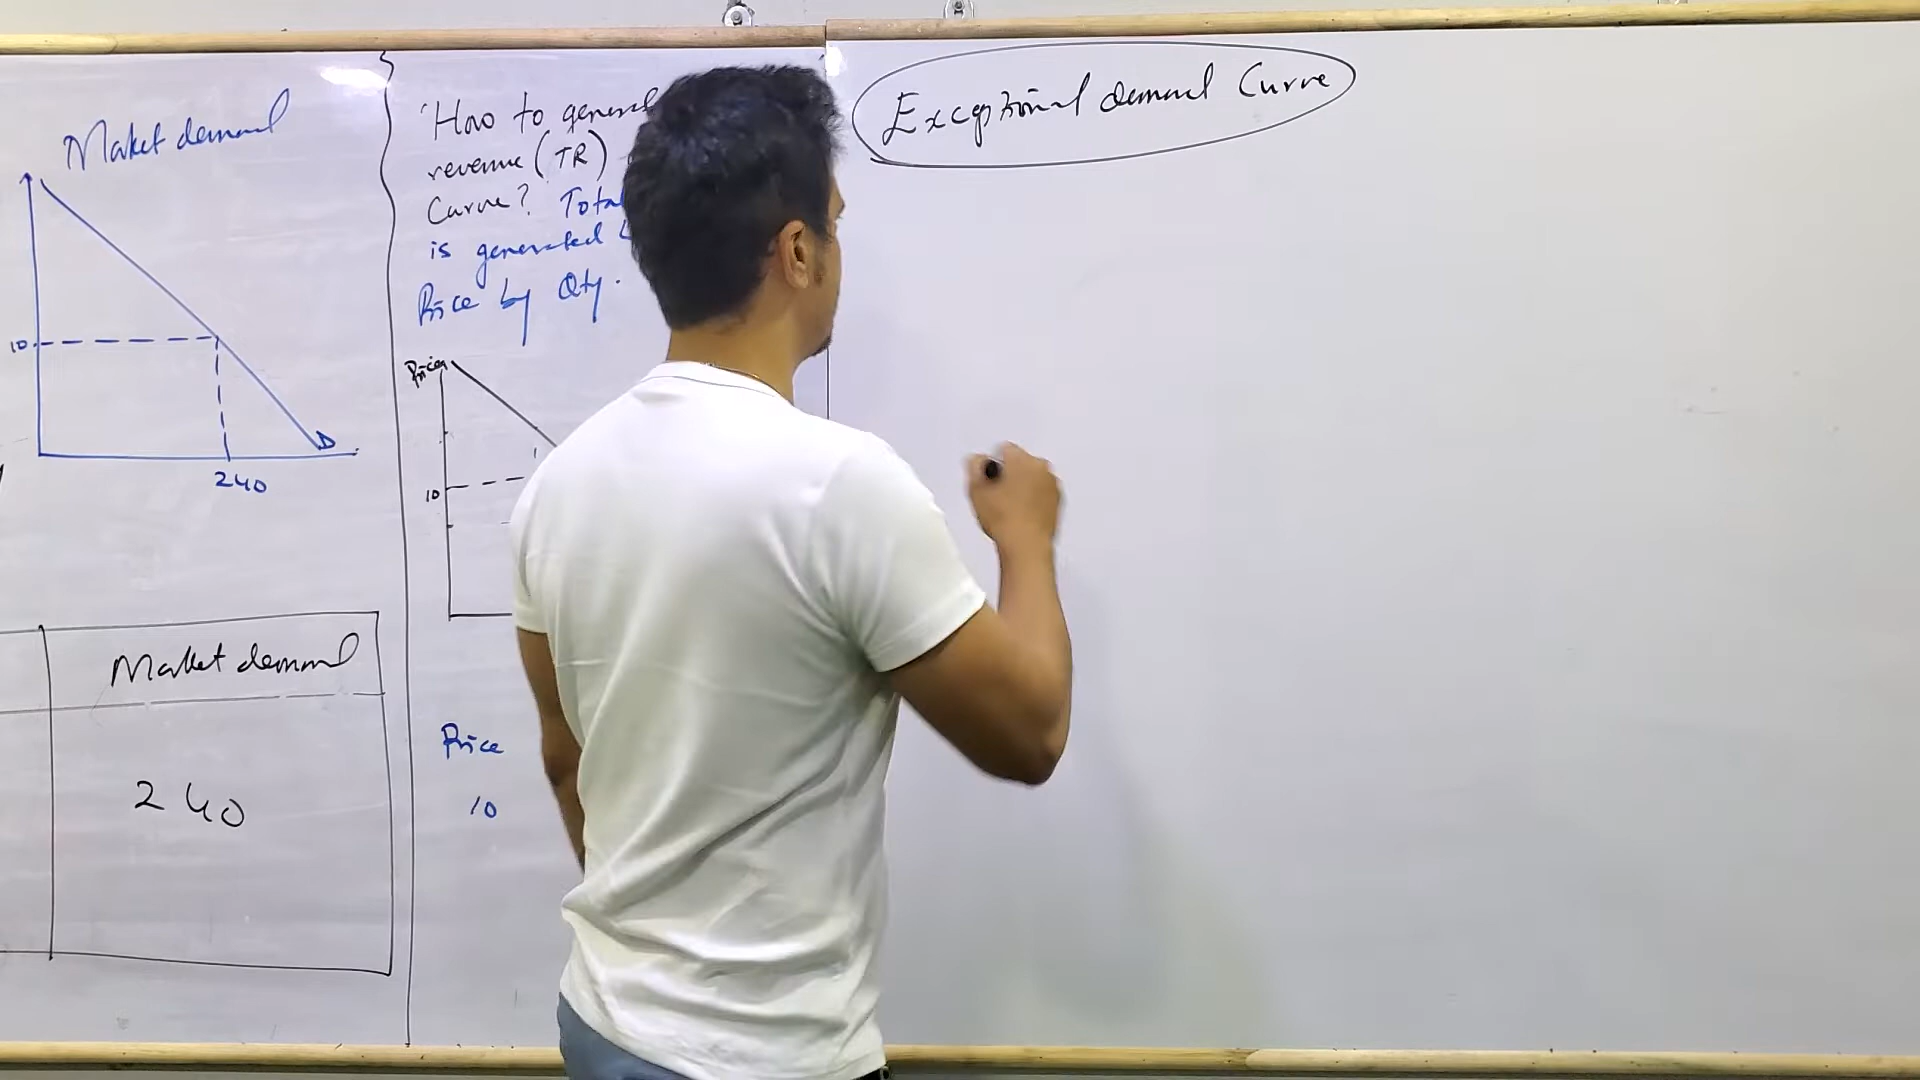 Market demand
10
240
D
Market demand
240
How to general
revenue (TR)
Curve? Total
is generated
Price by Qty.
Price
10
Price
10
Exceptional demand Curve